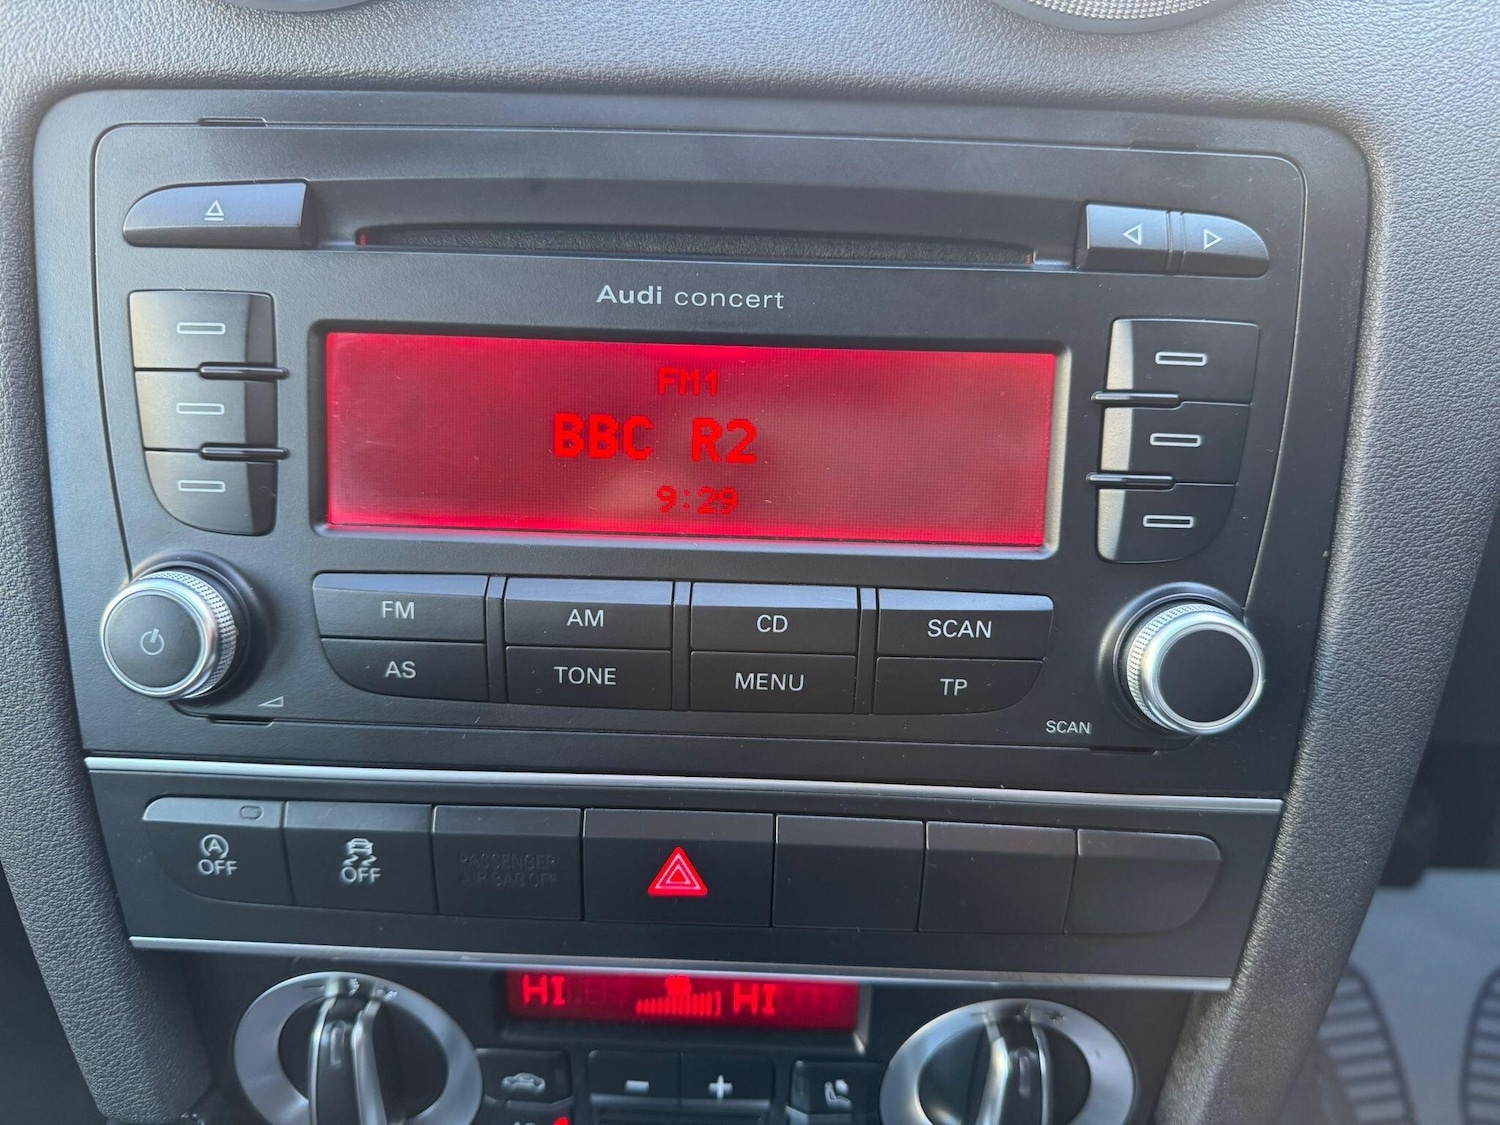 Audi concert
FM1
BBC R2
9:29
FM AM CD SCAN
AS TONE MENU TP
SCAN
A
OFF OFF
PASSENGER
AIR BAG OFF
HI HI
- +